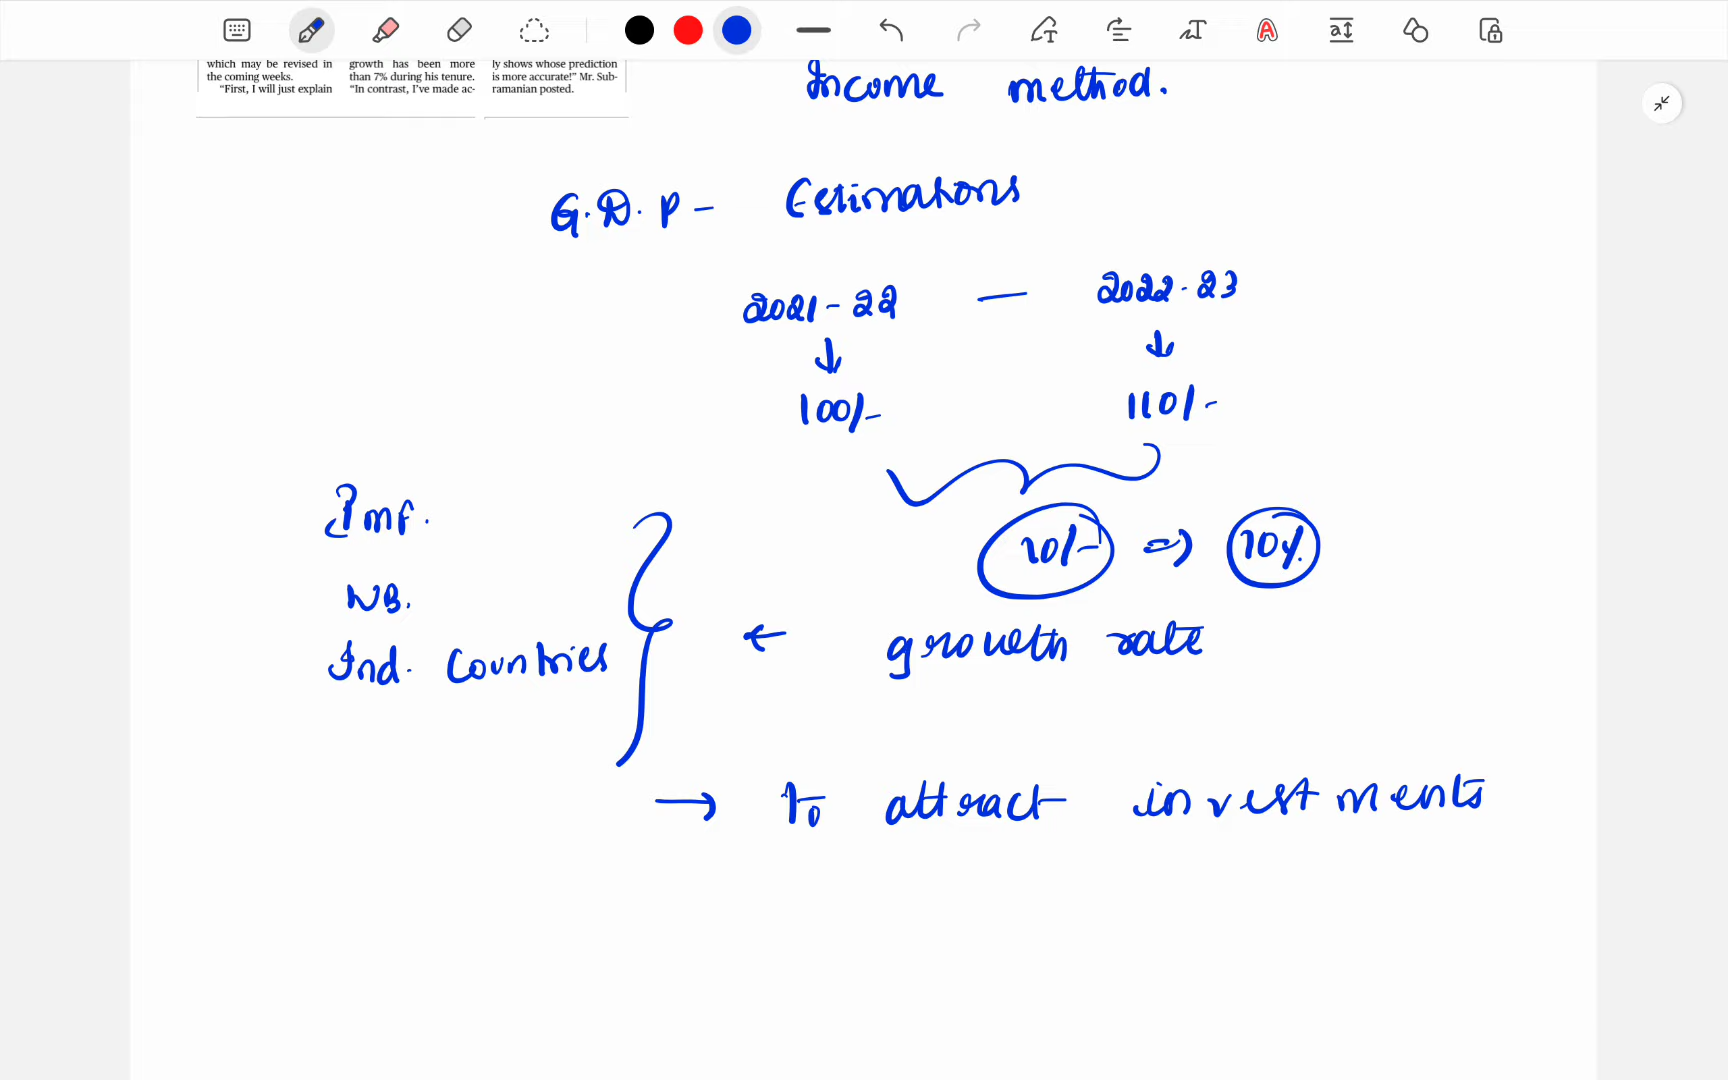 which may be revised in
the coming weeks.
"First, I will just explain
growth has been more
than 7% during his tenure.
"In contrast, I've made ac-
ly shows whose prediction
is more accurate!" Mr. Sub-
ramanian posted.
Income method.
G.D.P - Estimations
2021-22 — 2022-23
↓ ↓
100/- 110/-
10/- => 10%
Imf.
WB.
Ind. Countries
← growth rate
→ To attract investments